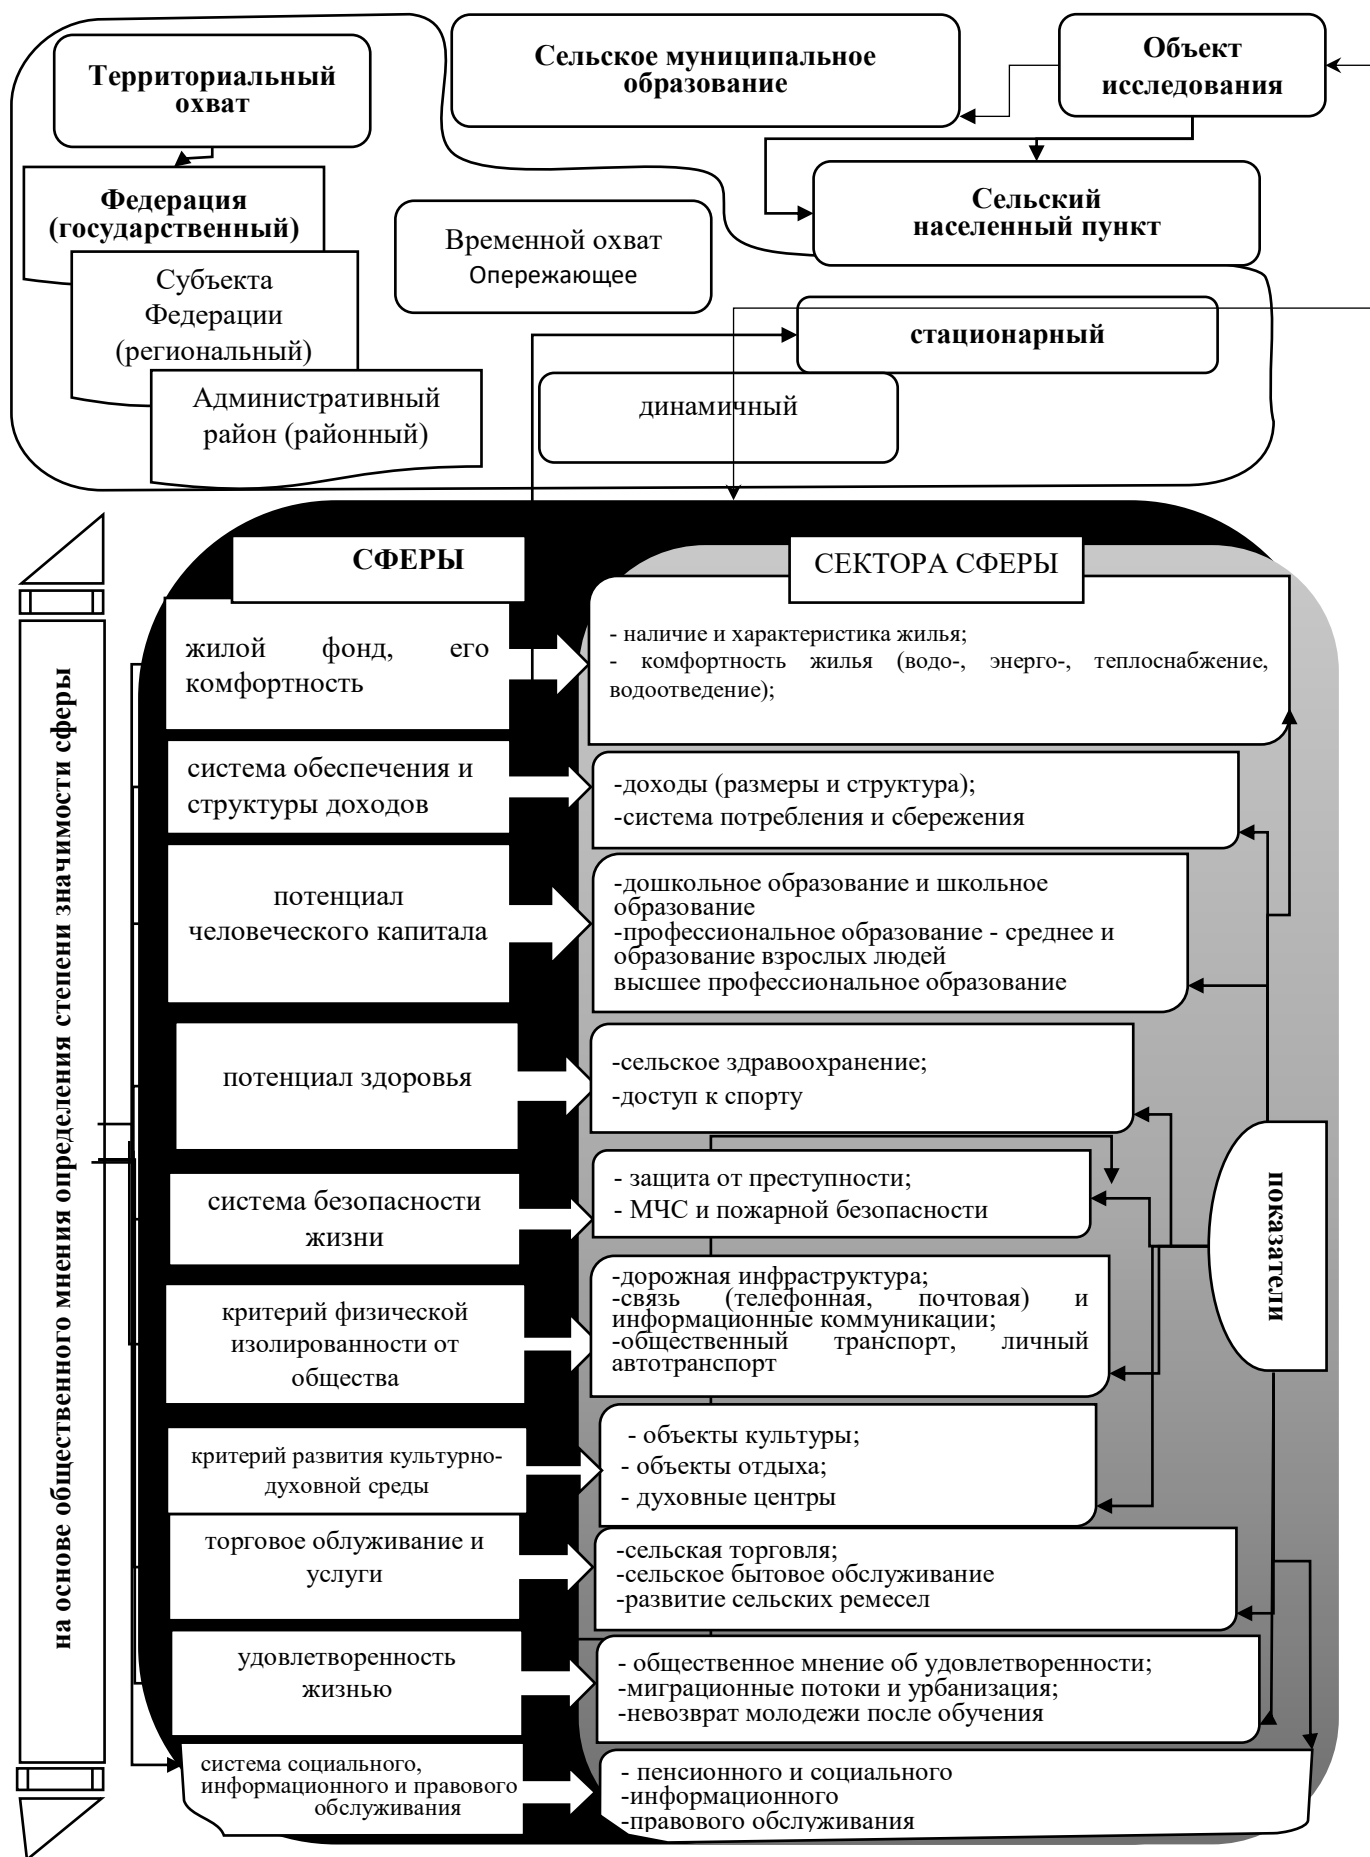 Территориальный
охват
Сельское муниципальное
образование
Объект
исследования
Федерация
(государственный)
Субъекта
Федерации
(региональный)
Административный
район (районный)
Временной охват
Опережающее
Сельский
населенный пункт
стационарный
динамичный
на основе общественного мнения определения степени значимости сферы
СФЕРЫ
СЕКТОРА СФЕРЫ
жилой фонд, его
комфортность
- наличие и характеристика жилья;
- комфортность жилья (водо-, энерго-, теплоснабжение,
водоотведение);
система обеспечения и
структуры доходов
-доходы (размеры и структура);
-система потребления и сбережения
потенциал
человеческого капитала
-дошкольное образование и школьное
образование
-профессиональное образование - среднее и
образование взрослых людей
высшее профессиональное образование
потенциал здоровья
-сельское здравоохранение;
-доступ к спорту
система безопасности
жизни
- защита от преступности;
- МЧС и пожарной безопасности
критерий физической
изолированности от
общества
-дорожная инфраструктура;
-связь (телефонная, почтовая) и
информационные коммуникации;
-общественный транспорт, личный
автотранспорт
критерий развития культурно-
духовной среды
- объекты культуры;
- объекты отдыха;
- духовные центры
торговое облуживание и
услуги
-сельская торговля;
-сельское бытовое обслуживание
-развитие сельских ремесел
удовлетворенность
жизнью
- общественное мнение об удовлетворенности;
-миграционные потоки и урбанизация;
-невозврат молодежи после обучения
система социального,
информационного и правового
обслуживания
- пенсионного и социального
-информационного
-правового обслуживания
показатели